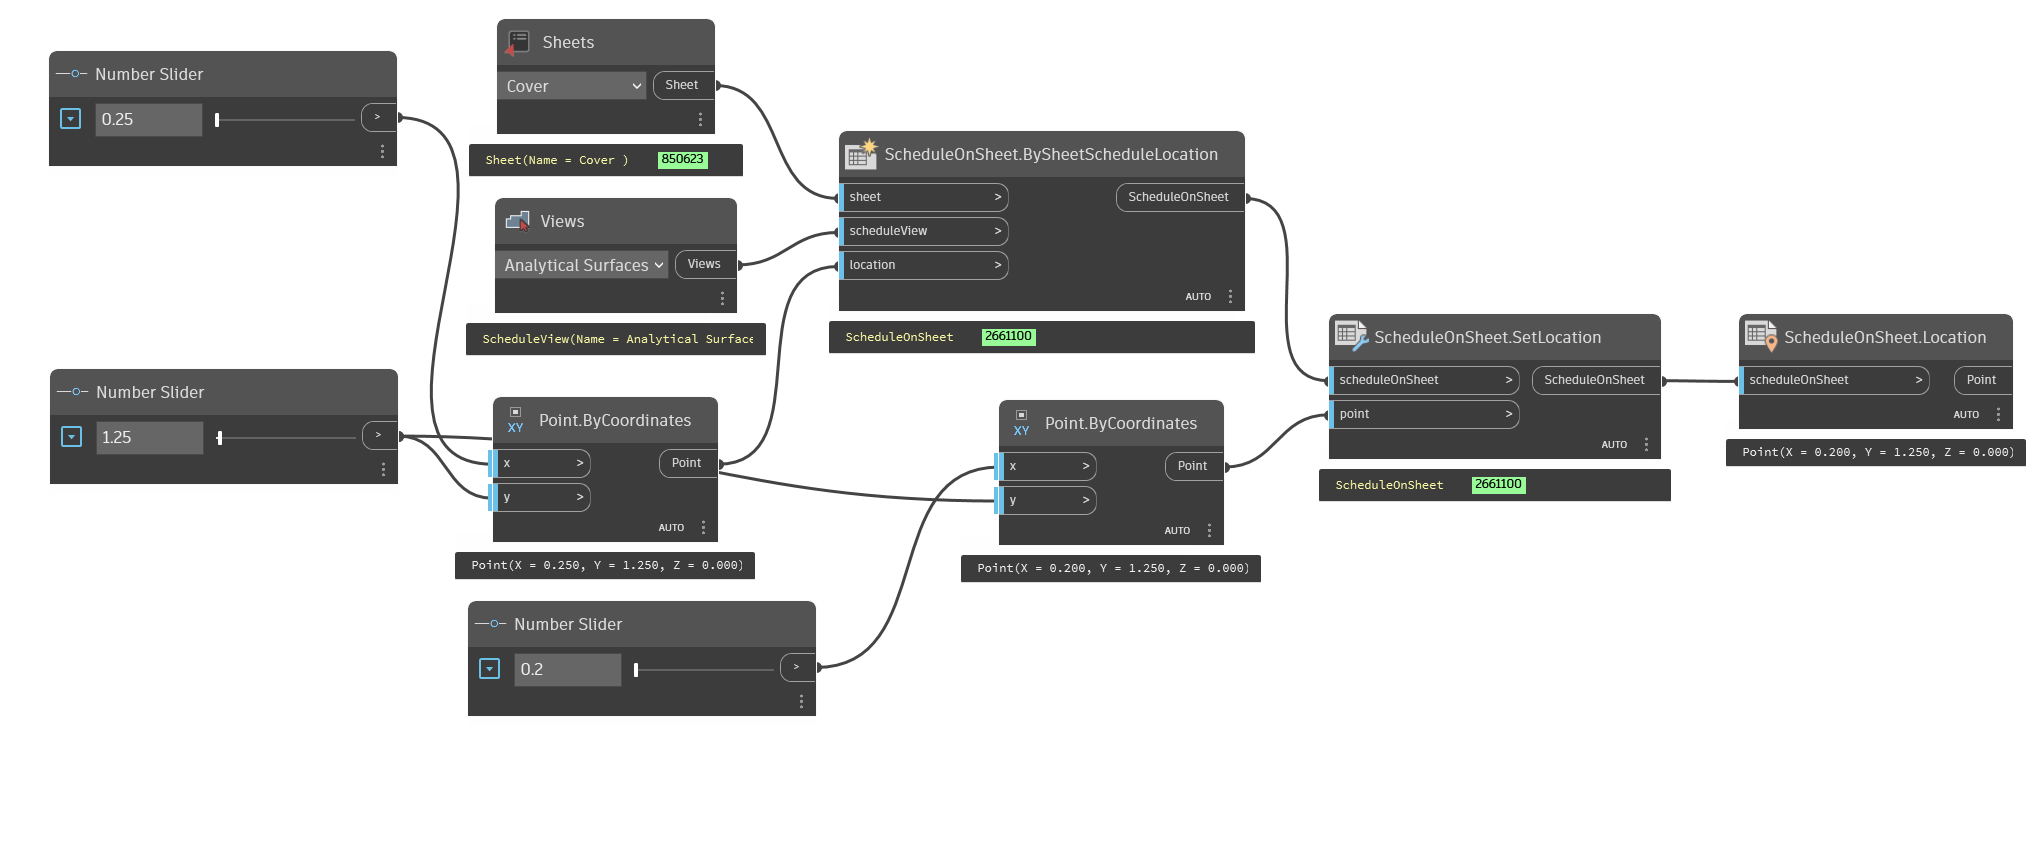 Number Slider
0.25
>
Sheets
Cover
Sheet
Sheet(Name = Cover )
850623
Views
Analytical Surfaces
Views
ScheduleView(Name = Analytical Surface
Number Slider
1.25
>
XY
Point.ByCoordinates
x >
Point
y >
AUTO
Point(X = 0.250, Y = 1.250, Z = 0.000)
Number Slider
0.2
>
ScheduleOnSheet.BySheetScheduleLocation
sheet >
ScheduleOnSheet
scheduleView >
location >
AUTO
ScheduleOnSheet
2661100
XY
Point.ByCoordinates
x >
Point
y >
AUTO
Point(X = 0.200, Y = 1.250, Z = 0.000)
ScheduleOnSheet.SetLocation
scheduleOnSheet >
ScheduleOnSheet
point >
AUTO
ScheduleOnSheet
2661100
ScheduleOnSheet.Location
scheduleOnSheet >
Point
AUTO
Point(X = 0.200, Y = 1.250, Z = 0.000)